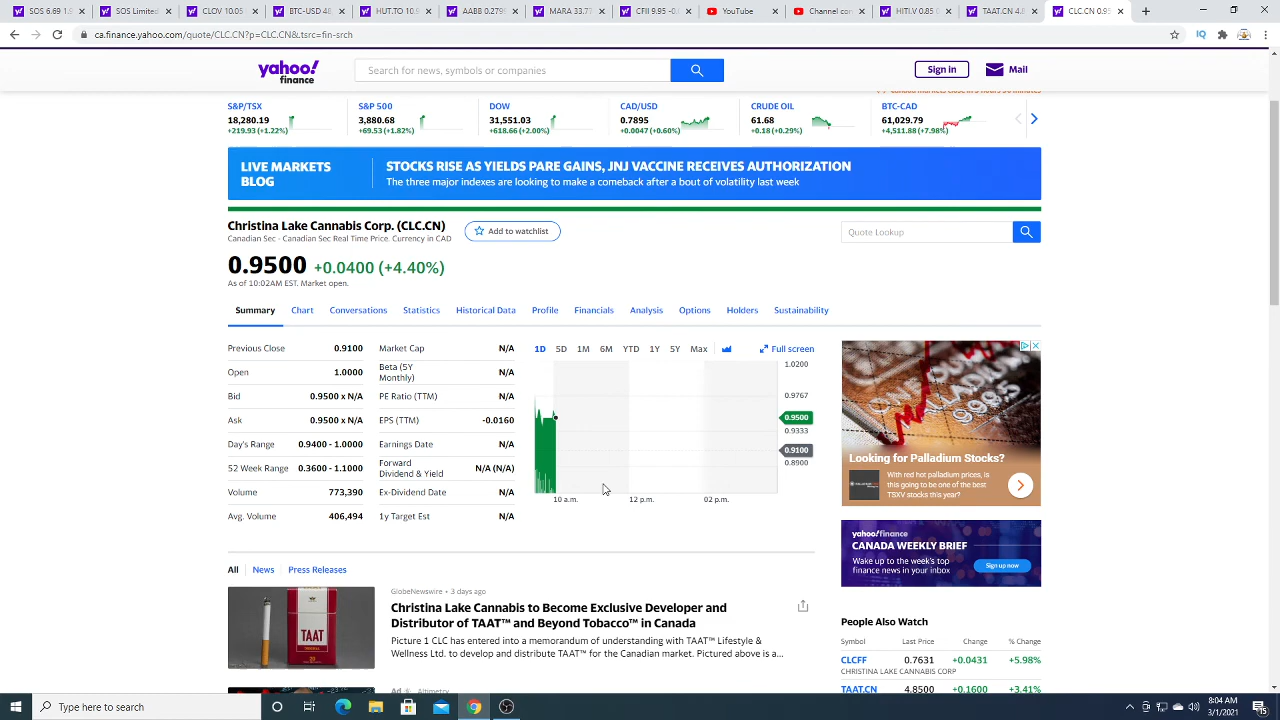 SOS 6.69 1.9
SOS Limited
CLOV 10.05
BTC-USD 48
HUT.TO 10.9
AABB 0.2795
MARA 33.73
CFII 9.95 -0.
YouTube
YouTube
HITI.V 0.85
TAAT.CN 4.8
CLC.CN 0.95
ca.finance.yahoo.com/quote/CLC.CN?p=CLC.CN&.tsrc=fin-srch
yahoo!
finance
Search for news, symbols or companies
Sign in
Mail
S&P/TSX
18,280.19
+219.93 (+1.22%)
S&P 500
3,880.68
+69.53 (+1.82%)
DOW
31,551.03
+618.66 (+2.00%)
CAD/USD
0.7895
+0.0047 (+0.60%)
CRUDE OIL
61.68
+0.18 (+0.29%)
BTC-CAD
61,029.79
+4,511.88 (+7.98%)
LIVE MARKETS
BLOG
STOCKS RISE AS YIELDS PARE GAINS, JNJ VACCINE RECEIVES AUTHORIZATION
The three major indexes are looking to make a comeback after a bout of volatility last week
Christina Lake Cannabis Corp. (CLC.CN)
Canadian Sec - Canadian Sec Real Time Price. Currency in CAD
Add to watchlist
Quote Lookup
0.9500 +0.0400 (+4.40%)
As of 10:02AM EST. Market open.
Summary Chart Conversations Statistics Historical Data Profile Financials Analysis Options Holders Sustainability
Previous Close 0.9100
Open 1.0000
Bid 0.9500 x N/A
Ask 0.9500 x N/A
Day's Range 0.9400 - 1.0000
52 Week Range 0.3600 - 1.1000
Volume 773,390
Avg. Volume 406,494
Market Cap N/A
Beta (5Y
Monthly) N/A
PE Ratio (TTM) N/A
EPS (TTM) -0.0160
Earnings Date N/A
Forward
Dividend & Yield N/A (N/A)
Ex-Dividend Date N/A
1y Target Est N/A
1D 5D 1M 6M YTD 1Y 5Y Max
Full screen
1.0200
0.9767
0.9500
0.9333
0.9100
0.8900
10 a.m. 12 p.m. 02 p.m.
Looking for Palladium Stocks?
With red hot palladium prices, is
this going to be one of the best
TSXV stocks this year?
yahoo!finance
CANADA WEEKLY BRIEF
Wake up to the week's top
finance news in your inbox
Sign up now
All News Press Releases
GlobeNewswire • 3 days ago
Christina Lake Cannabis to Become Exclusive Developer and
Distributor of TAAT™ and Beyond Tobacco™ in Canada
Picture 1 CLC has entered into a memorandum of understanding with TAAT™ Lifestyle &
Wellness Ltd. to develop and distribute TAAT™ for the Canadian market. Pictured above is a...
TAAT
Ad
Altimetry
People Also Watch
Symbol Last Price Change % Change
CLCFF 0.7631 +0.0431 +5.98%
CHRISTINA LAKE CANNABIS CORP
TAAT.CN 4.8500 +0.1600 +3.41%
Type here to search
8:04 AM
3/1/2021